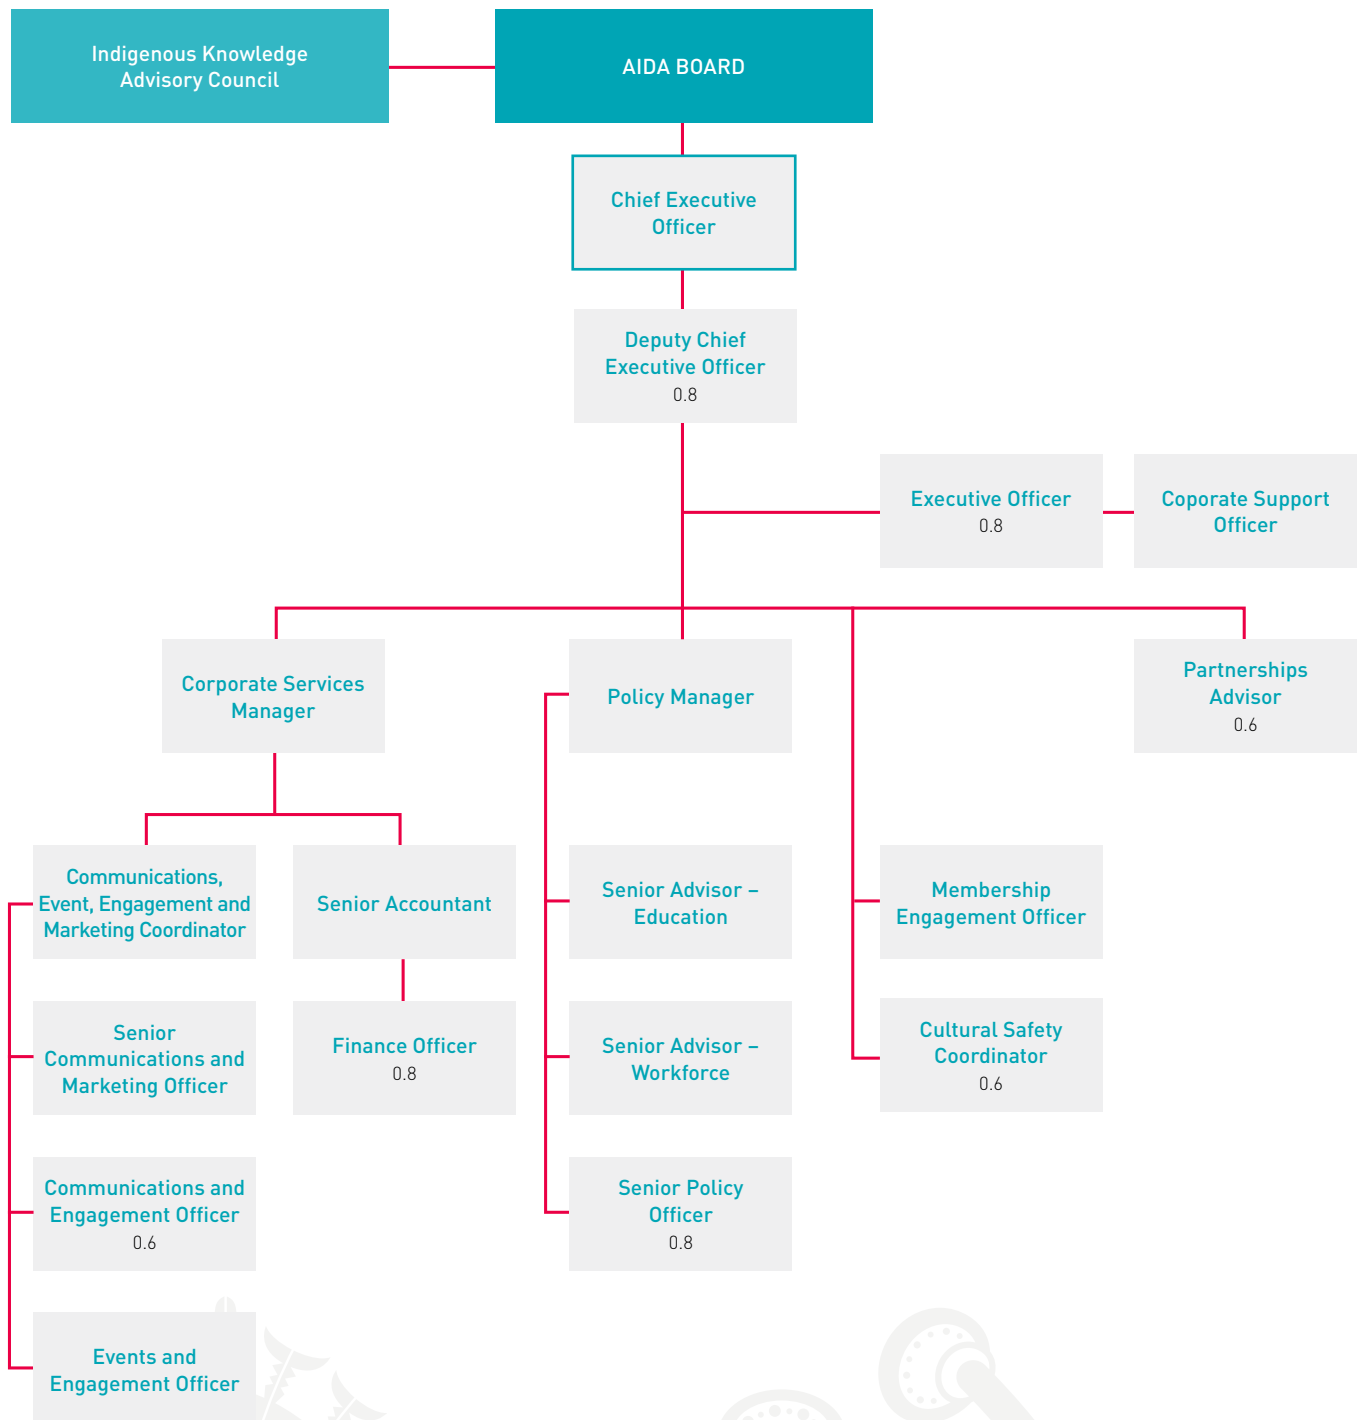 Indigenous Knowledge
Advisory Council
AIDA BOARD
Chief Executive
Officer
Deputy Chief
Executive Officer
0.8
Executive Officer
0.8
Coporate Support
Officer
Corporate Services
Manager
Policy Manager
Partnerships
Advisor
0.6
Communications,
Event, Engagement and
Marketing Coordinator
Senior Accountant
Senior Advisor –
Education
Membership
Engagement Officer
Senior
Communications and
Marketing Officer
Finance Officer
0.8
Senior Advisor –
Workforce
Cultural Safety
Coordinator
0.6
Communications and
Engagement Officer
0.6
Senior Policy
Officer
0.8
Events and
Engagement Officer